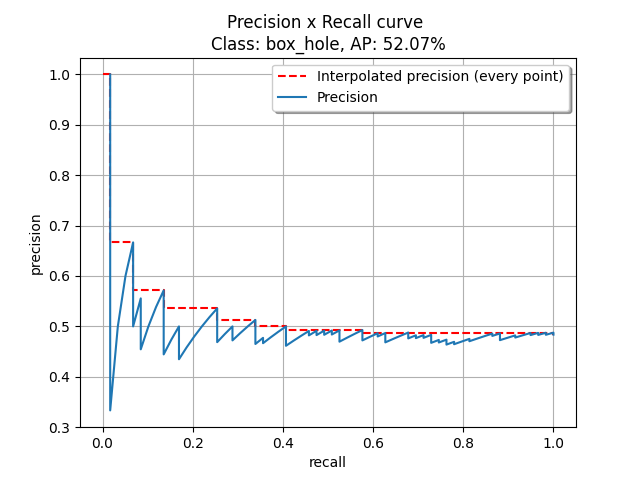 Precision x Recall curve
Class: box_hole, AP: 52.07%
Interpolated precision (every point)
Precision
1.0
0.9
0.8
0.7
0.6
0.5
0.4
0.3
precision
0.0 0.2 0.4 0.6 0.8 1.0
recall